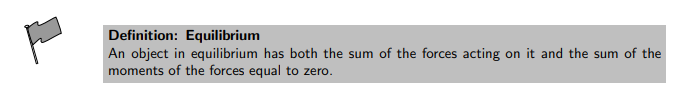 Definition: Equilibrium
An object in equilibrium has both the sum of the forces acting on it and the sum of the
moments of the forces equal to zero.